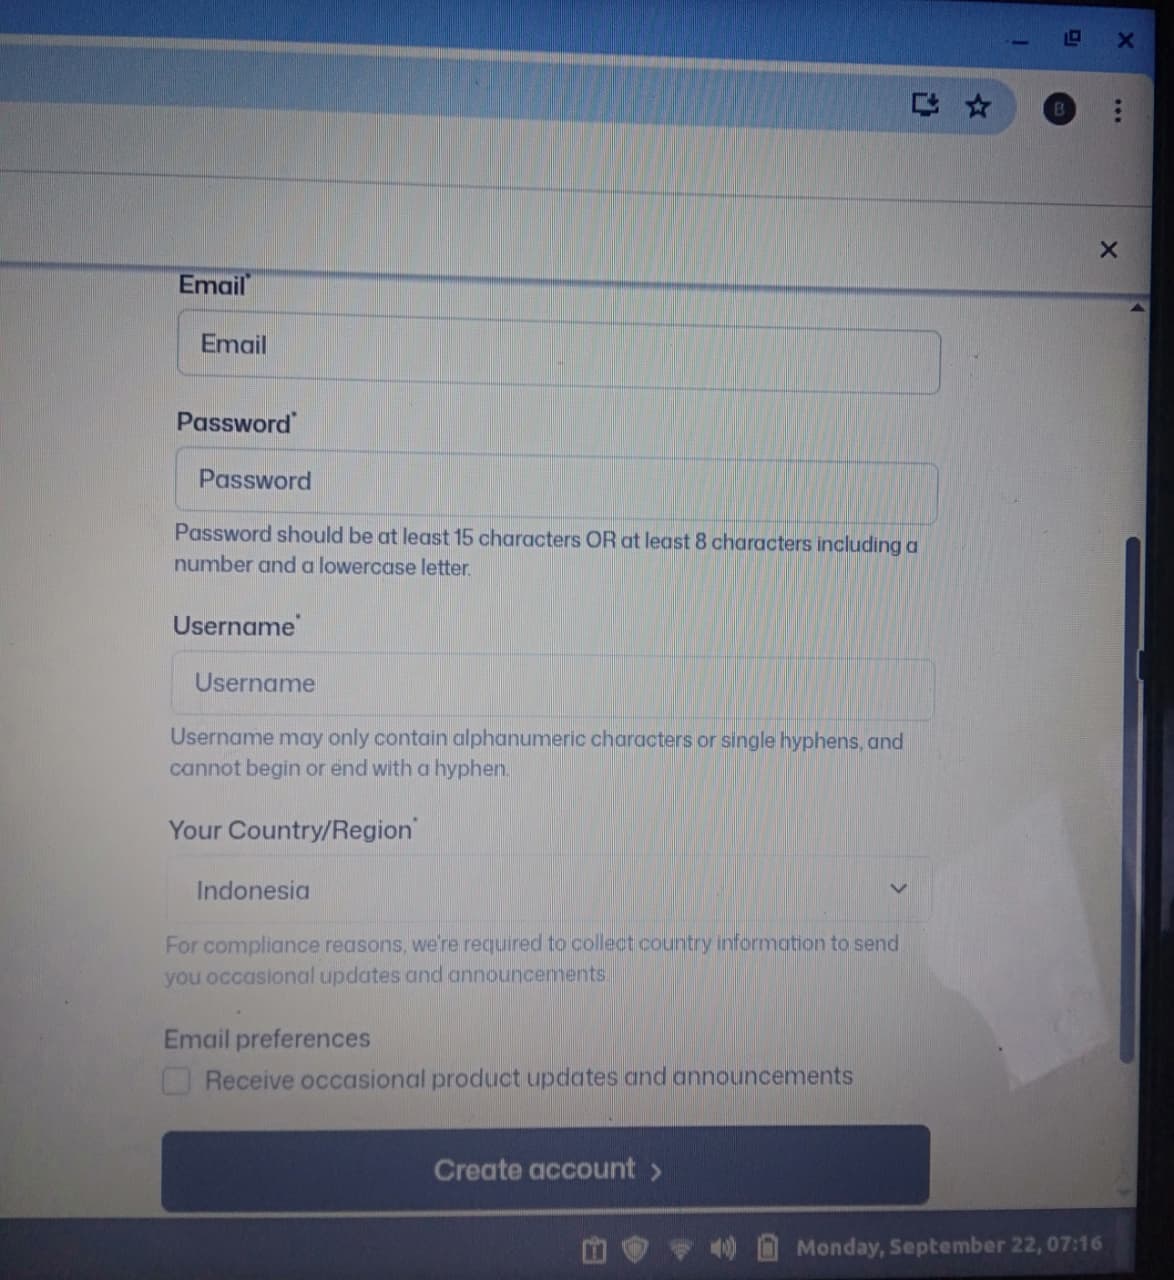 B
Email*
Email
Password*
Password
Password should be at least 15 characters OR at least 8 characters including a
number and a lowercase letter.
Username*
Username
Username may only contain alphanumeric characters or single hyphens, and
cannot begin or end with a hyphen.
Your Country/Region*
Indonesia
For compliance reasons, we're required to collect country information to send
you occasional updates and announcements.
Email preferences
Receive occasional product updates and announcements
Create account >
Monday, September 22, 07:16